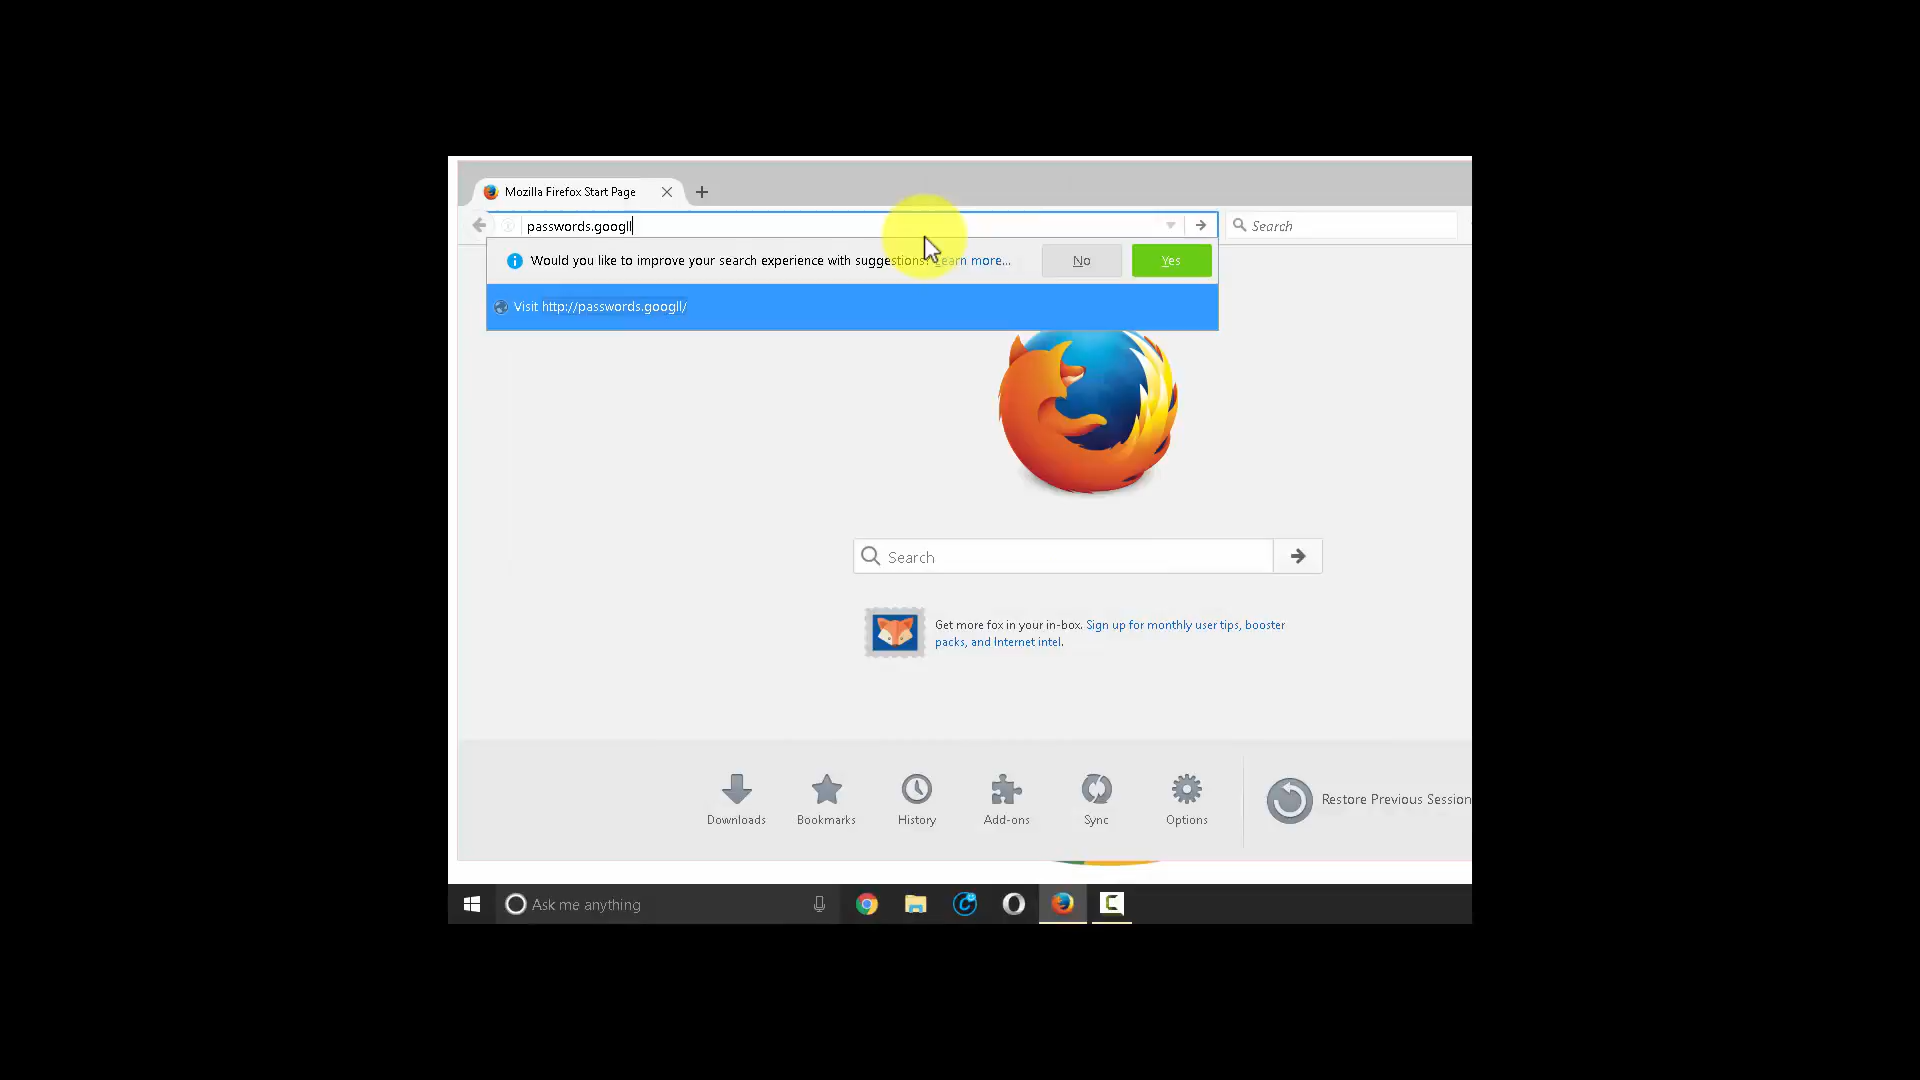 Mozilla Firefox Start Page
passwords.googll
Search
Would you like to improve your search experience with suggestions? Learn more...
No
Yes
Visit http://passwords.googll/
Search
Get more fox in your in-box. Sign up for monthly user tips, booster
packs, and Internet intel.
Downloads
Bookmarks
History
Add-ons
Sync
Options
Restore Previous Session
Ask me anything